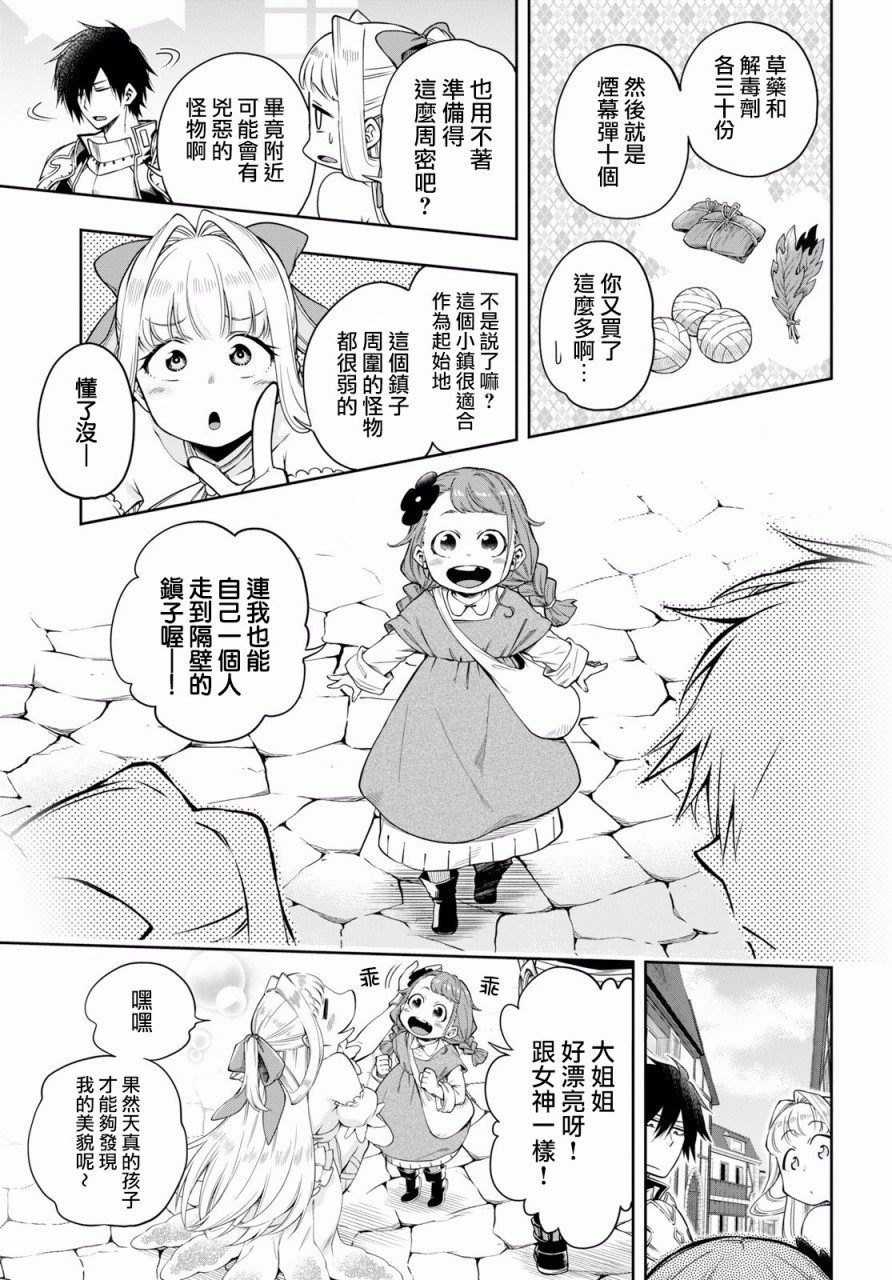 草藥和
解毒劑
各三十份
然後就是
煙幕彈十個
你又買了
這麼多啊…
也用不著
準備得
這麼周密吧？
畢竟附近
可能會有
兇惡的
怪物啊
不是説了嘛？
這個小鎮很適合
作為起始地
這個鎮子
周圍的怪物
都很弱的
懂了沒—
連我也能
自己一個人
走到隔壁的
鎮子喔—！
大姐姐
好漂亮呀！
跟女神一樣！
乖
乖
嘿嘿
果然天真的孩子
才能夠發現
我的美貌呢~